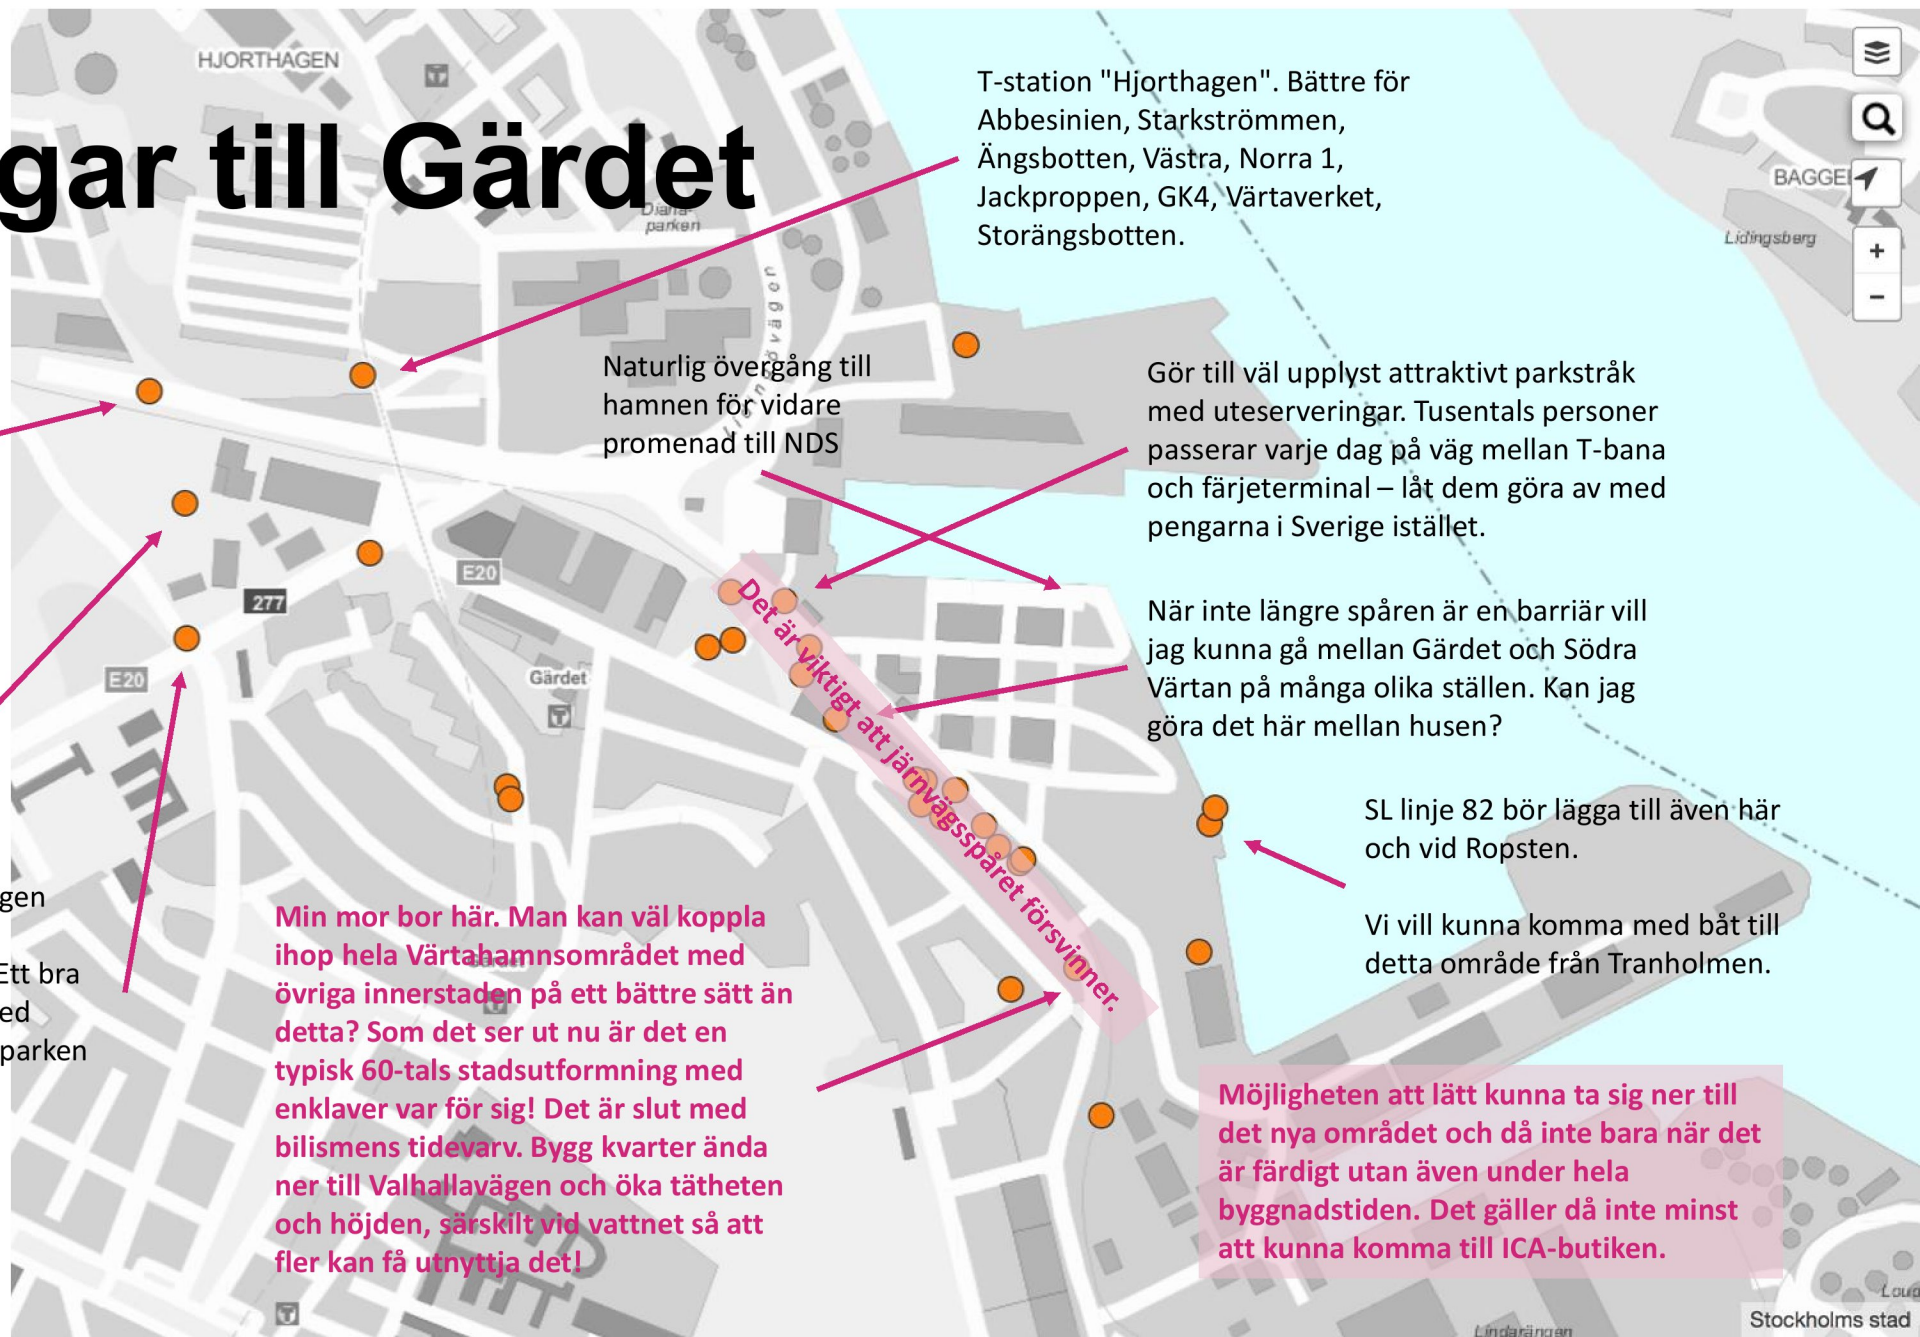 HJORTHAGEN
gar till Gärdet
T-station "Hjorthagen". Bättre för
Abbesinien, Starkströmmen,
Ängsbotten, Västra, Norra 1,
Jackproppen, GK4, Värtaverket,
Storängsbotten.
BAGGE
Lidingsberg
+
−
Diana-
parken
Naturlig övergång till
hamnen för vidare
promenad till NDS
Gör till väl upplyst attraktivt parkstråk
med uteserveringar. Tusentals personer
passerar varje dag på väg mellan T-bana
och färjeterminal – låt dem göra av med
pengarna i Sverige istället.
E20
277
E20
Gärdet
Det är viktigt att järnvägsspåret försvinner.
När inte längre spåren är en barriär vill
jag kunna gå mellan Gärdet och Södra
Värtan på många olika ställen. Kan jag
göra det här mellan husen?
SL linje 82 bör lägga till även här
och vid Ropsten.
Vi vill kunna komma med båt till
detta område från Tranholmen.
gen
Ett bra
ed
parken
Min mor bor här. Man kan väl koppla
ihop hela Värtahamnsområdet med
övriga innerstaden på ett bättre sätt än
detta? Som det ser ut nu är det en
typisk 60-tals stadsutformning med
enklaver var för sig! Det är slut med
bilismens tidevarv. Bygg kvarter ända
ner till Valhallavägen och öka tätheten
och höjden, särskilt vid vattnet så att
fler kan få utnyttja det!
Möjligheten att lätt kunna ta sig ner till
det nya området och då inte bara när det
är färdigt utan även under hela
byggnadstiden. Det gäller då inte minst
att kunna komma till ICA-butiken.
Lindarängen
Stockholms stad